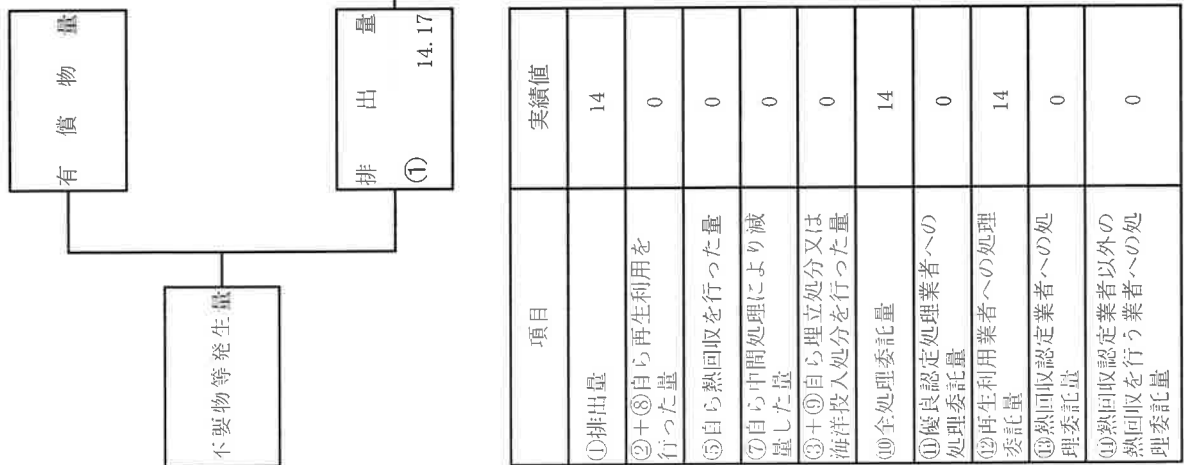 有償物量
不要物等発生量
排出量
① 14.17
項目 実績値
①排出量 14
②+⑧自ら再生利用を
行った量 0
⑤自ら熱回収を行った量 0
⑦自ら中間処理により減
量した量 0
③+⑨自ら埋立処分又は
海洋投入処分を行った量 0
⑩全処理委託量 14
⑪優良認定処理業者への
処理委託量 0
⑫再生利用業者への処理
委託量 14
⑬熱回収認定業者への処
理委託量 0
⑭熱回収認定業者以外の
熱回収を行う業者への処
理委託量 0